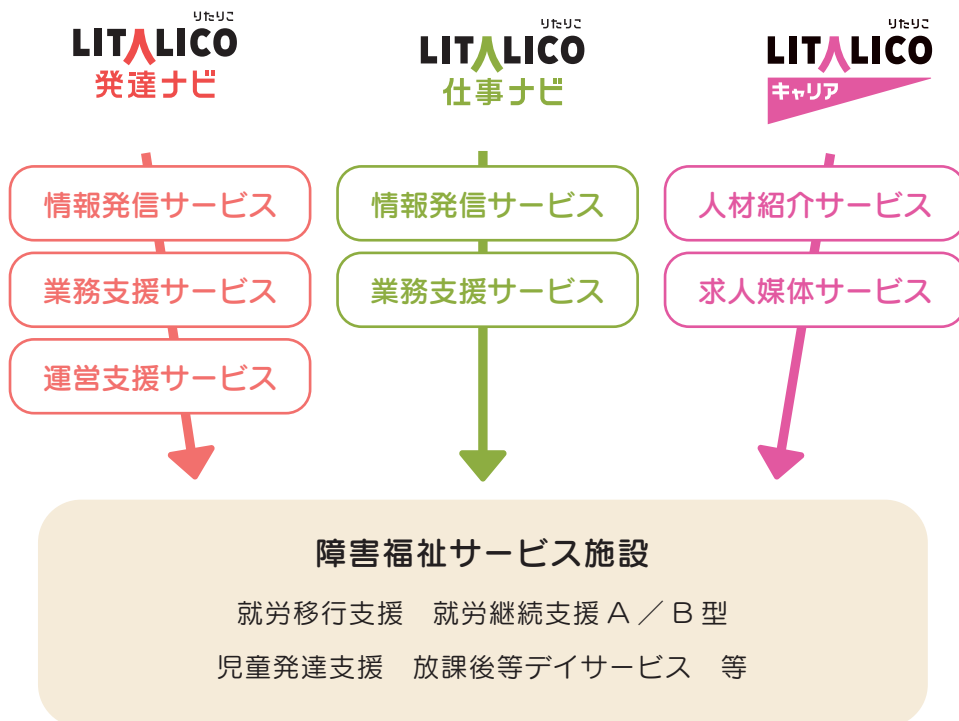 りたりこ
LITALICO
発達ナビ
りたりこ
LITALICO
仕事ナビ
りたりこ
LITALICO
キャリア
情報発信サービス
業務支援サービス
運営支援サービス
情報発信サービス
業務支援サービス
人材紹介サービス
求人媒体サービス
障害福祉サービス施設
就労移行支援　就労継続支援 A ／ B 型
児童発達支援　放課後等デイサービス　等